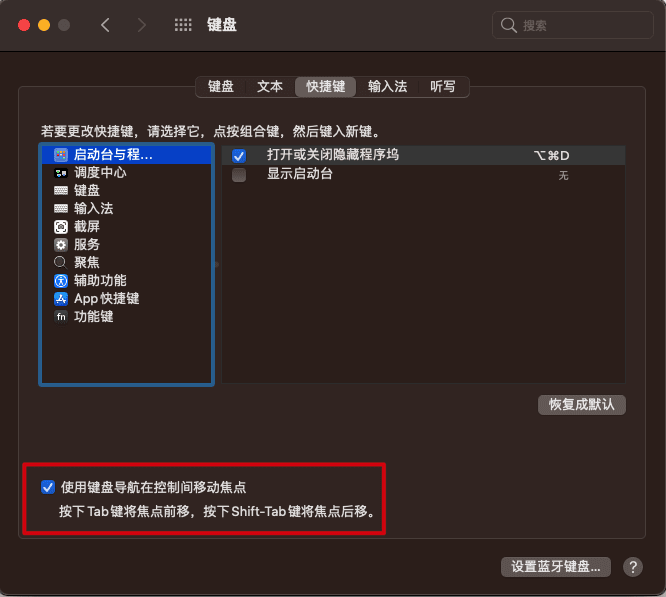 键盘
搜索
键盘 文本 快捷键 输入法 听写
若要更改快捷键，请选择它，点按组合键，然后键入新键。
启动台与程...
调度中心
键盘
输入法
截屏
服务
聚焦
辅助功能
App快捷键
fn 功能键
打开或关闭隐藏程序坞 ⌥⌘D
显示启动台 无
恢复成默认
使用键盘导航在控制间移动焦点
按下Tab键将焦点前移，按下Shift-Tab键将焦点后移。
设置蓝牙键盘... ?